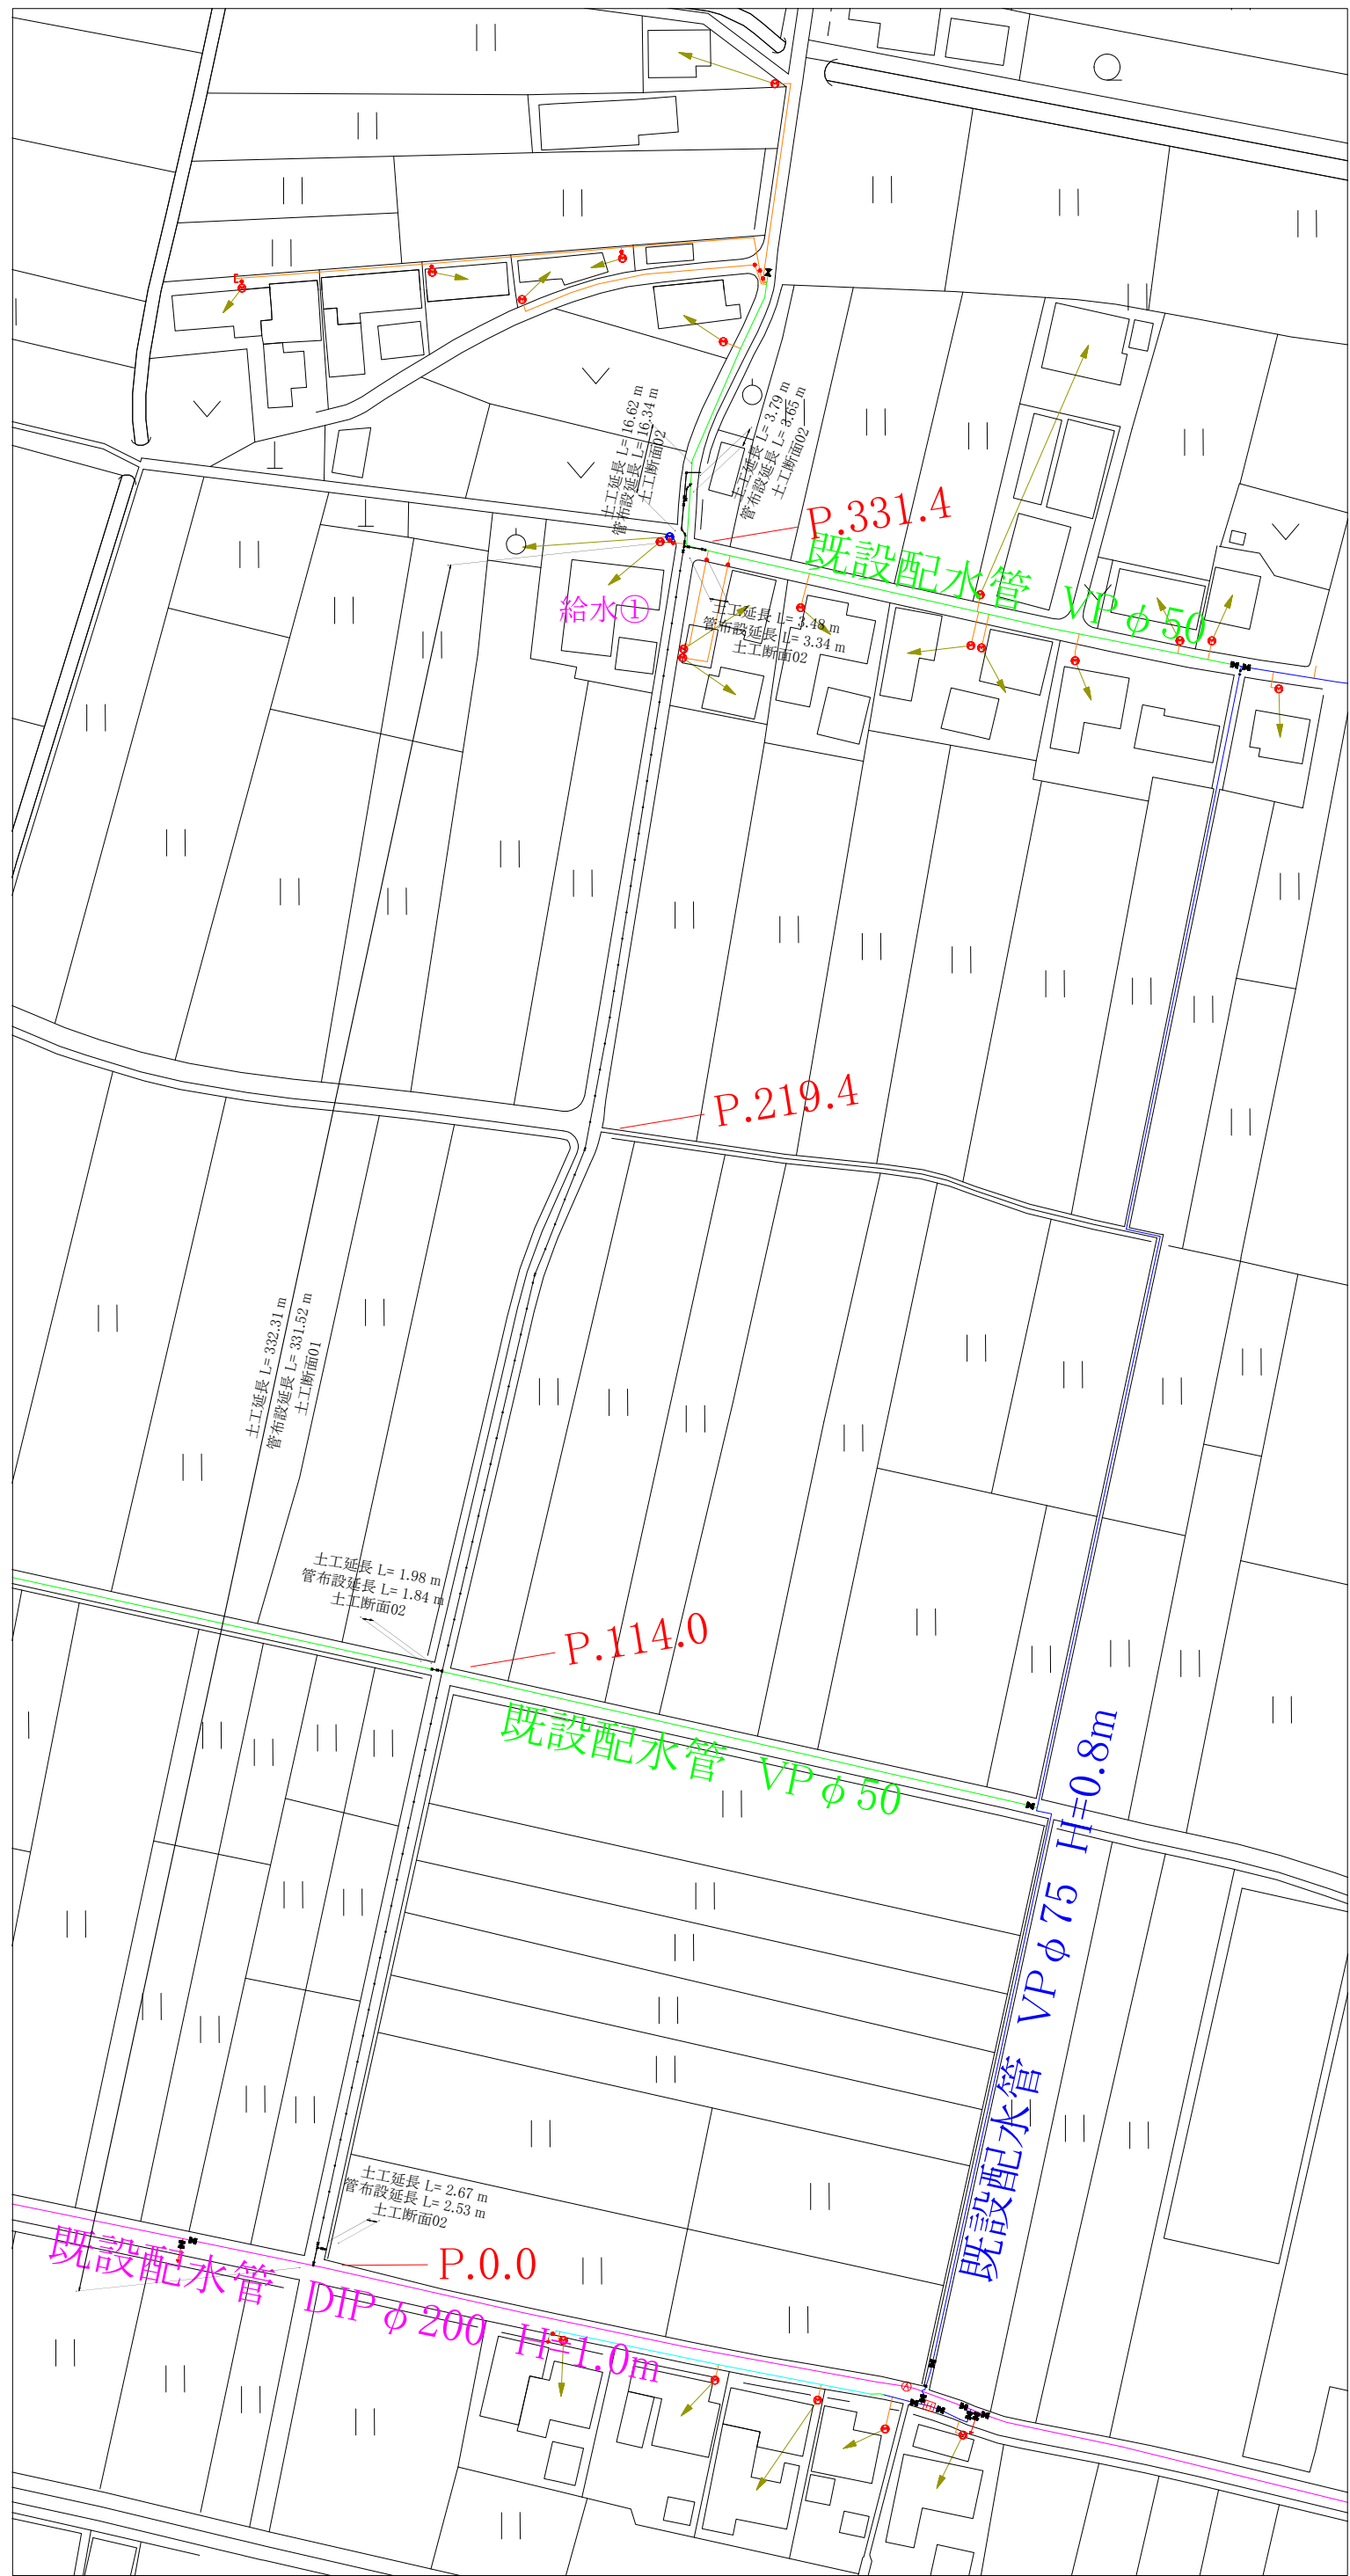 土工延長 L= 16.62 m
管布設延長 L= 16.34 m
土工断面02
土工延長 L= 3.79 m
管布設延長 L= 3.65 m
土工断面02
P.331.4
既設配水管 VPφ50
給水①
土工延長 L= 3.48 m
管布設延長 L= 3.34 m
土工断面02
P.219.4
土工延長 L= 332.31 m
管布設延長 L= 331.52 m
土工断面01
土工延長 L= 1.98 m
管布設延長 L= 1.84 m
土工断面02
P.114.0
既設配水管 VPφ50
既設配水管 VPφ75 H=0.8m
土工延長 L= 2.67 m
管布設延長 L= 2.53 m
土工断面02
P.0.0
既設配水管 DIPφ200 H=1.0m